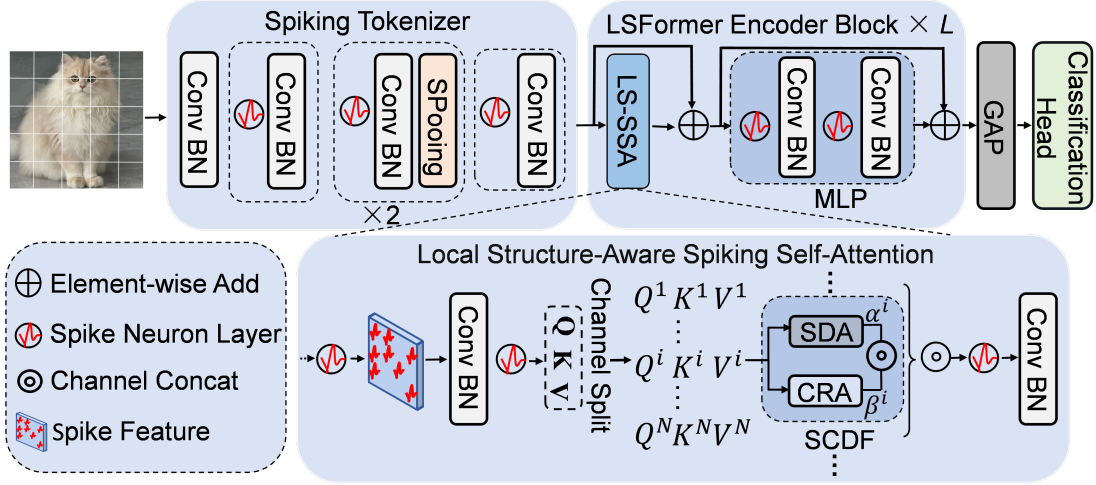 Spiking Tokenizer
Conv BN
Conv BN
Conv BN
SPooing
×2
Conv BN
LSFormer Encoder Block × L
LS-SSA
Conv BN
Conv BN
MLP
GAP
Classification
Head
Element-wise Add
Spike Neuron Layer
Channel Concat
Spike Feature
Local Structure-Aware Spiking Self-Attention
Conv BN
Q K V
Channel Split
Q¹ K¹ V¹
Qⁱ Kⁱ Vⁱ
Qᴺ Kᴺ Vᴺ
SDA
αⁱ
CRA
βⁱ
SCDF
Conv BN